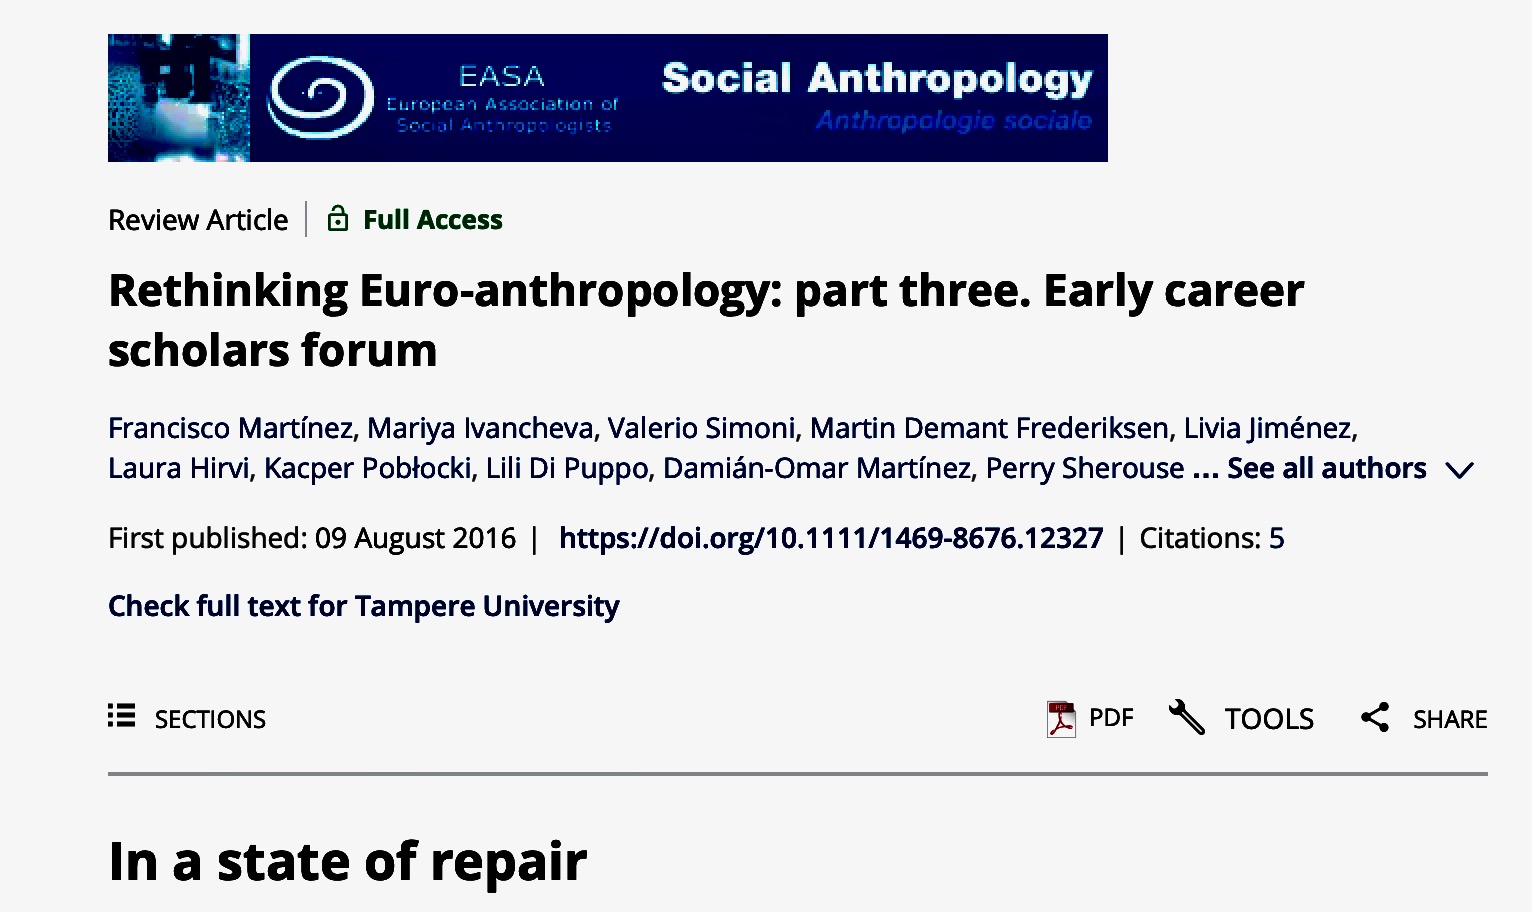 EASA
European Association of
Social Anthropologists
Social Anthropology
Anthropologie sociale
Review Article | Full Access
Rethinking Euro-anthropology: part three. Early career
scholars forum
Francisco Martínez, Mariya Ivancheva, Valerio Simoni, Martin Demant Frederiksen, Livia Jiménez,
Laura Hirvi, Kacper Pobłocki, Lili Di Puppo, Damián-Omar Martínez, Perry Sherouse ... See all authors
First published: 09 August 2016 | https://doi.org/10.1111/1469-8676.12327 | Citations: 5
Check full text for Tampere University
SECTIONS
PDF
PDF
TOOLS
SHARE
In a state of repair